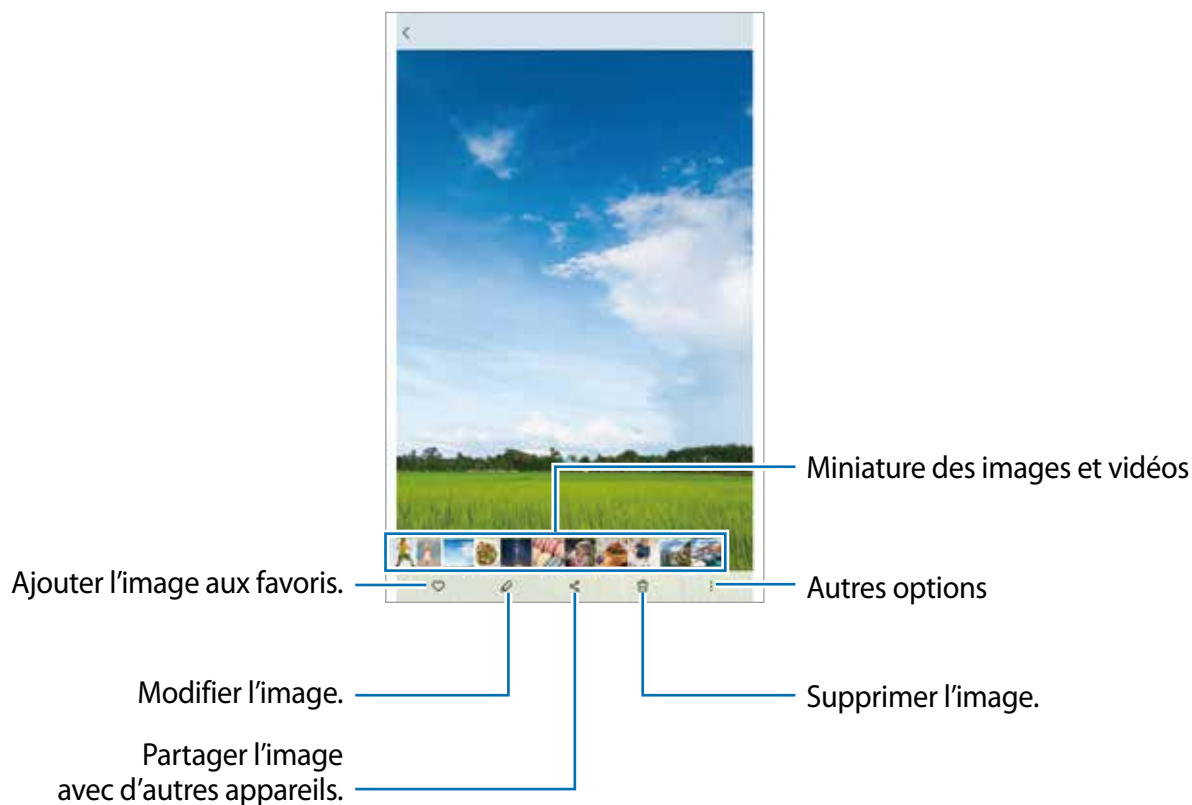 Miniature des images et vidéos
Ajouter l’image aux favoris.
Autres options
Modifier l’image.
Supprimer l’image.
Partager l’image
avec d’autres appareils.